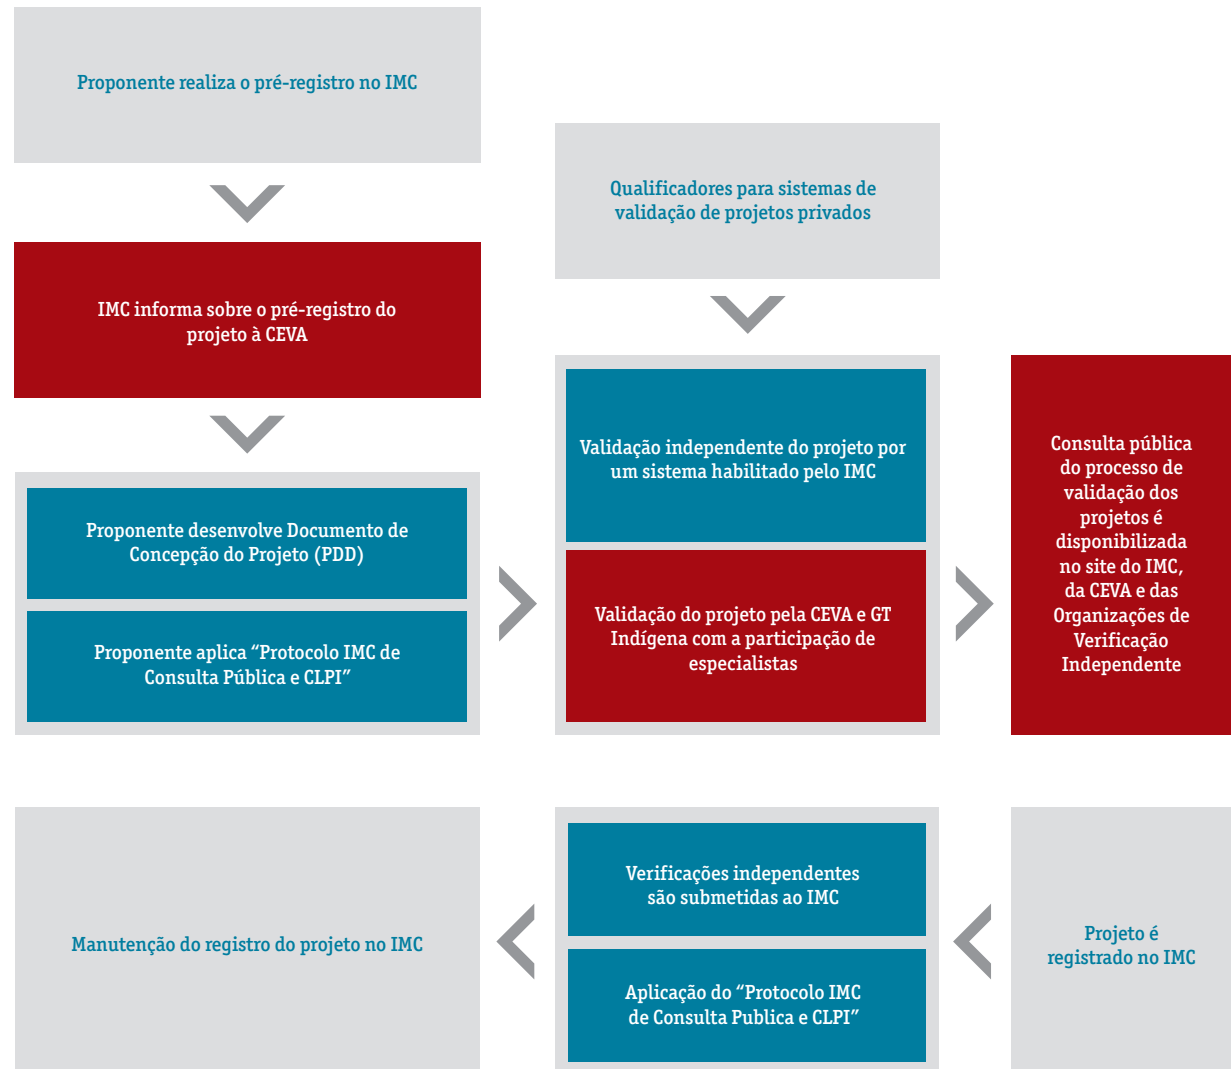 Proponente realiza o pré-registro no IMC
IMC informa sobre o pré-registro do
projeto à CEVA
Proponente desenvolve Documento de
Concepção do Projeto (PDD)
Proponente aplica “Protocolo IMC de
Consulta Pública e CLPI”
Qualificadores para sistemas de
validação de projetos privados
Validação independente do projeto por
um sistema habilitado pelo IMC
Validação do projeto pela CEVA e GT
Indígena com a participação de
especialistas
Consulta pública
do processo de
validação dos
projetos é
disponibilizada
no site do IMC,
da CEVA e das
Organizações de
Verificação
Independente
Projeto é
registrado no IMC
Verificações independentes
são submetidas ao IMC
Aplicação do “Protocolo IMC
de Consulta Publica e CLPI”
Manutenção do registro do projeto no IMC